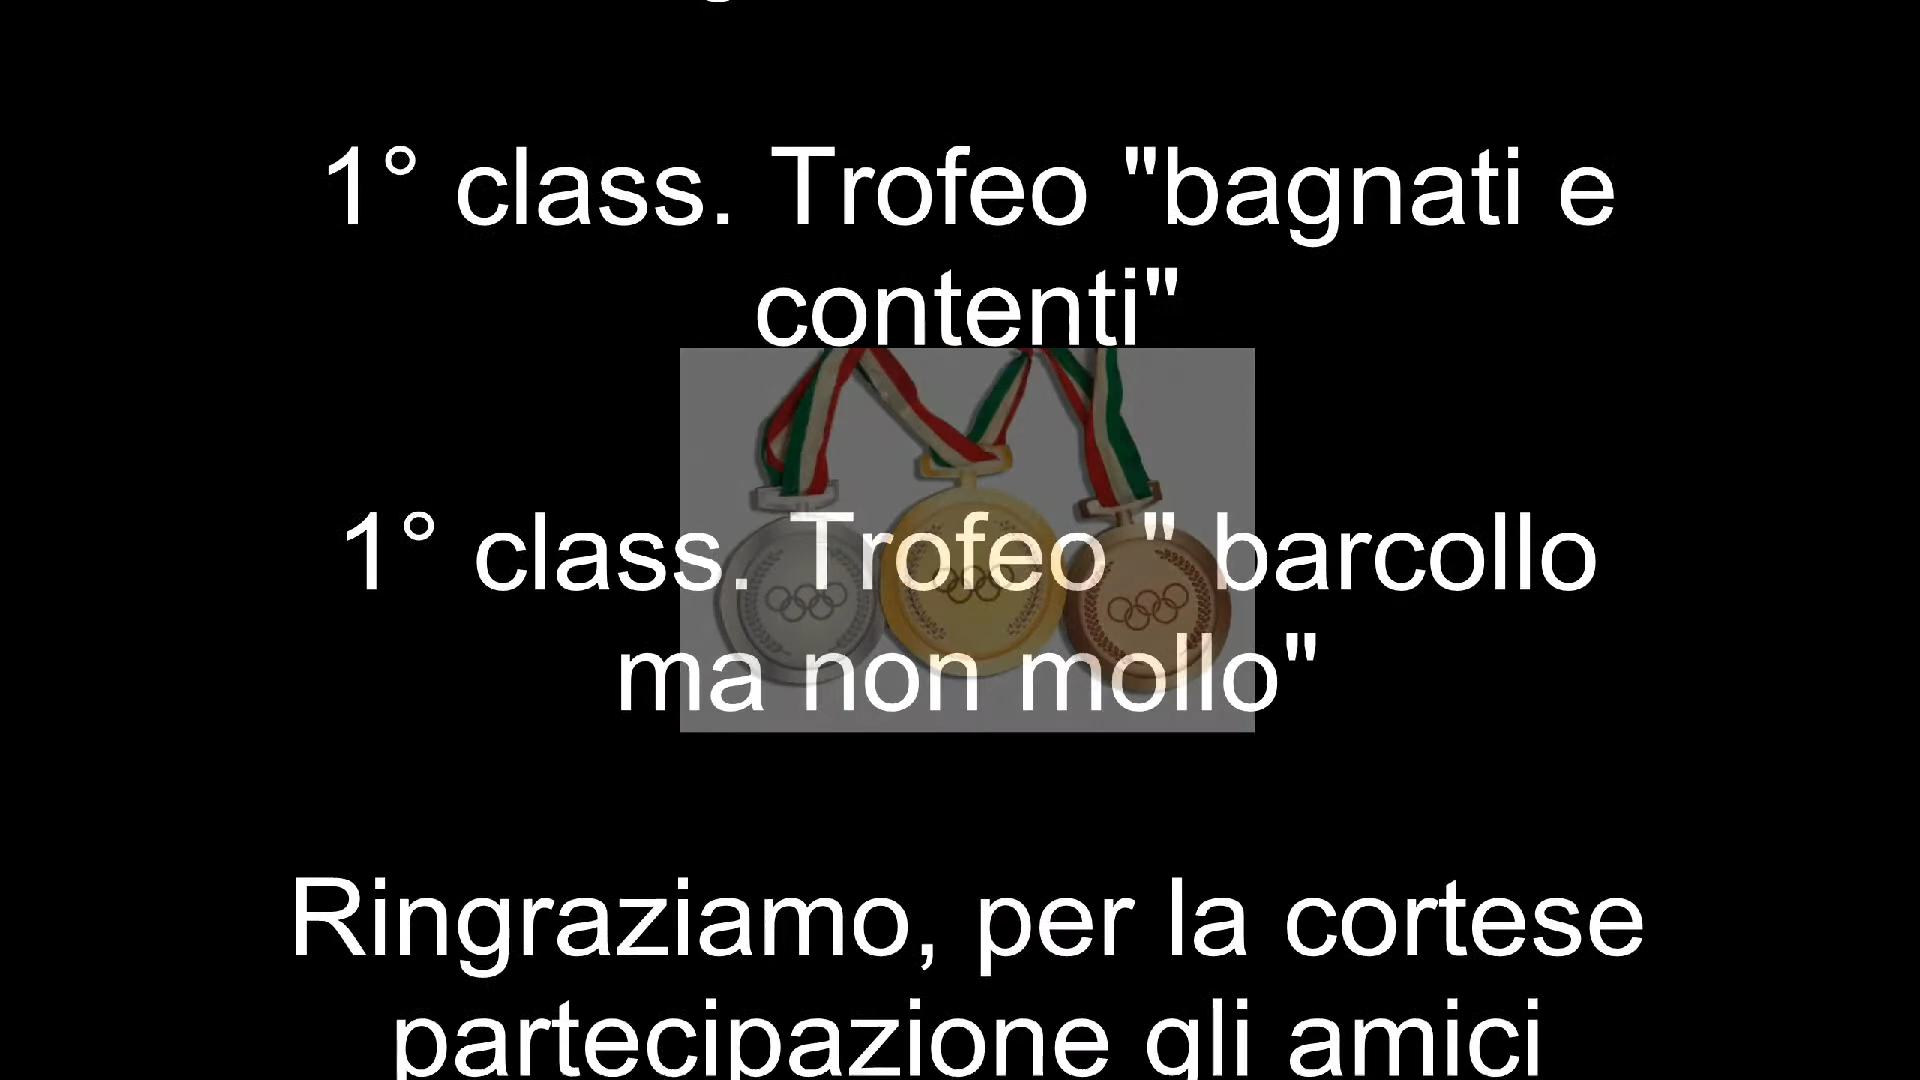 1° class. Trofeo "bagnati e
contenti"
1° class. Trofeo " barcollo
ma non mollo"
Ringraziamo, per la cortese
partecipazione gli amici